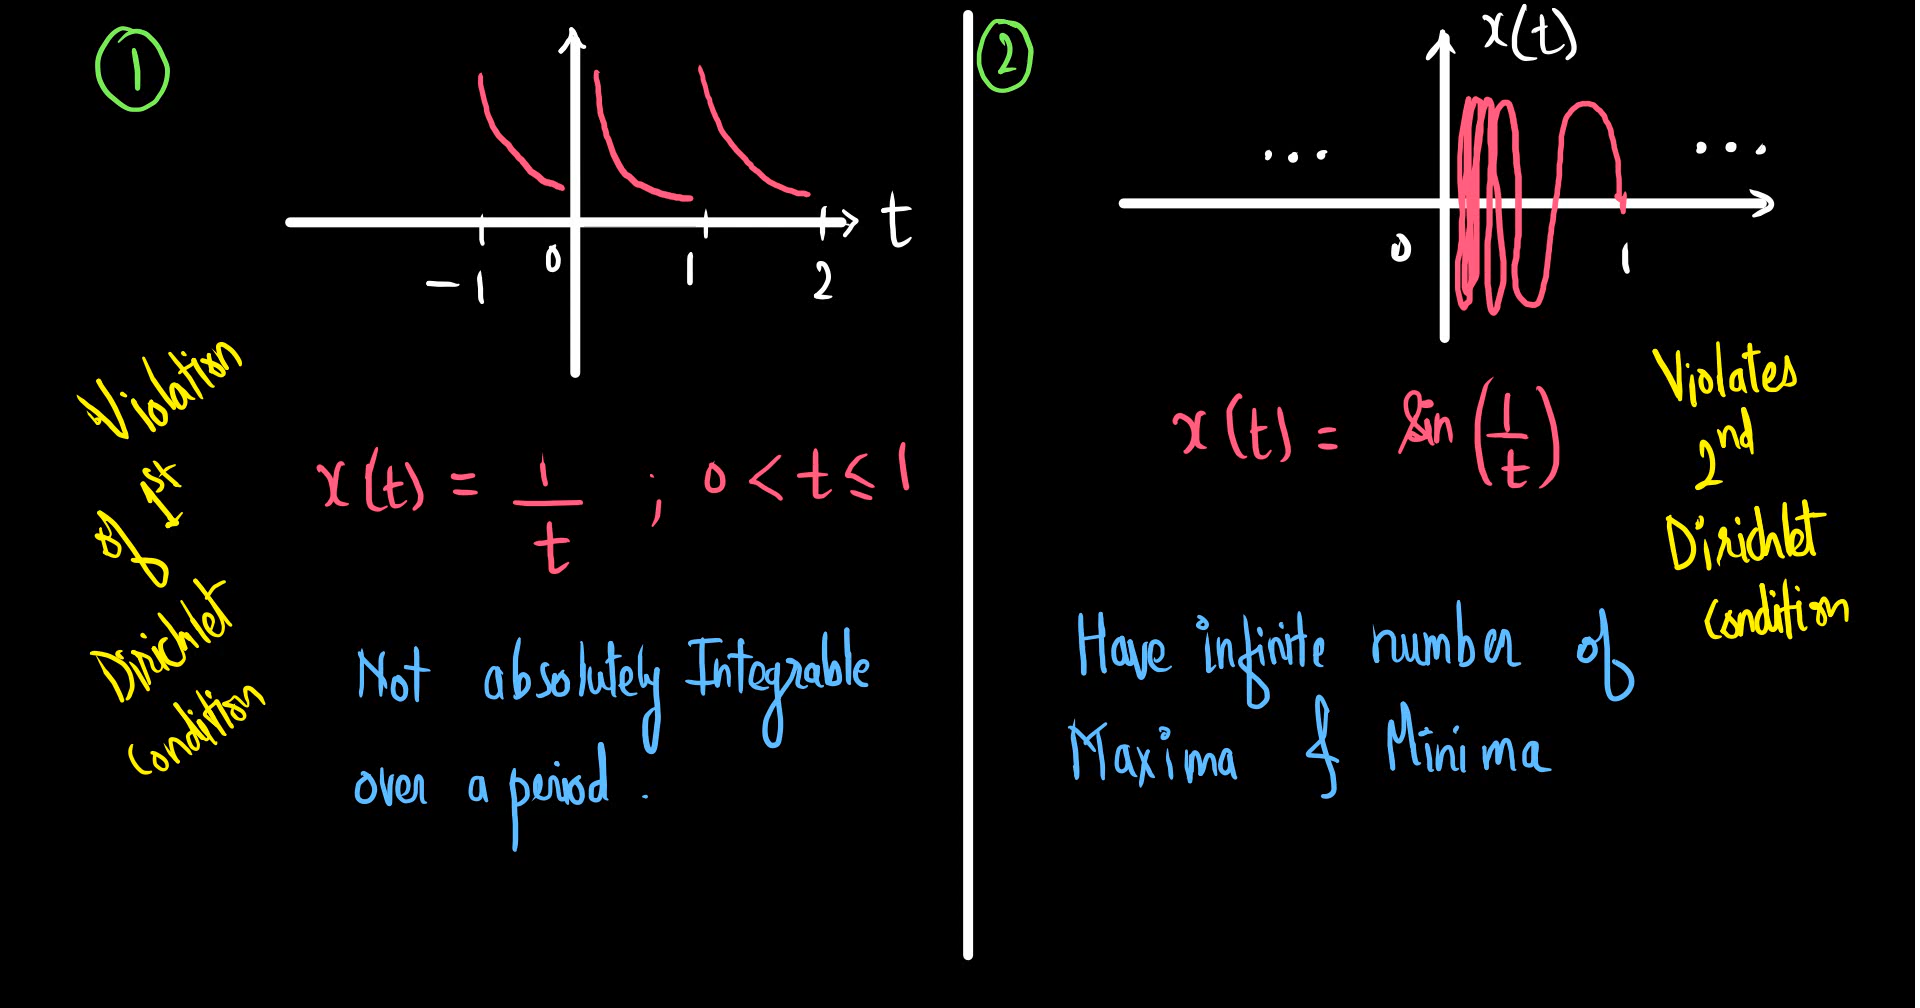 1
t
-1 0 1 2
Violation
of 1st
Dirichlet
condition
x(t) = 1/t ; 0 < t ≤ 1
Not absolutely Integrable
over a period .
2
x(t)
... ...
0 1
x(t) = Sin (1/t)
Violates
2nd
Dirichlet
condition
Have infinite number of
Maxima & Minima